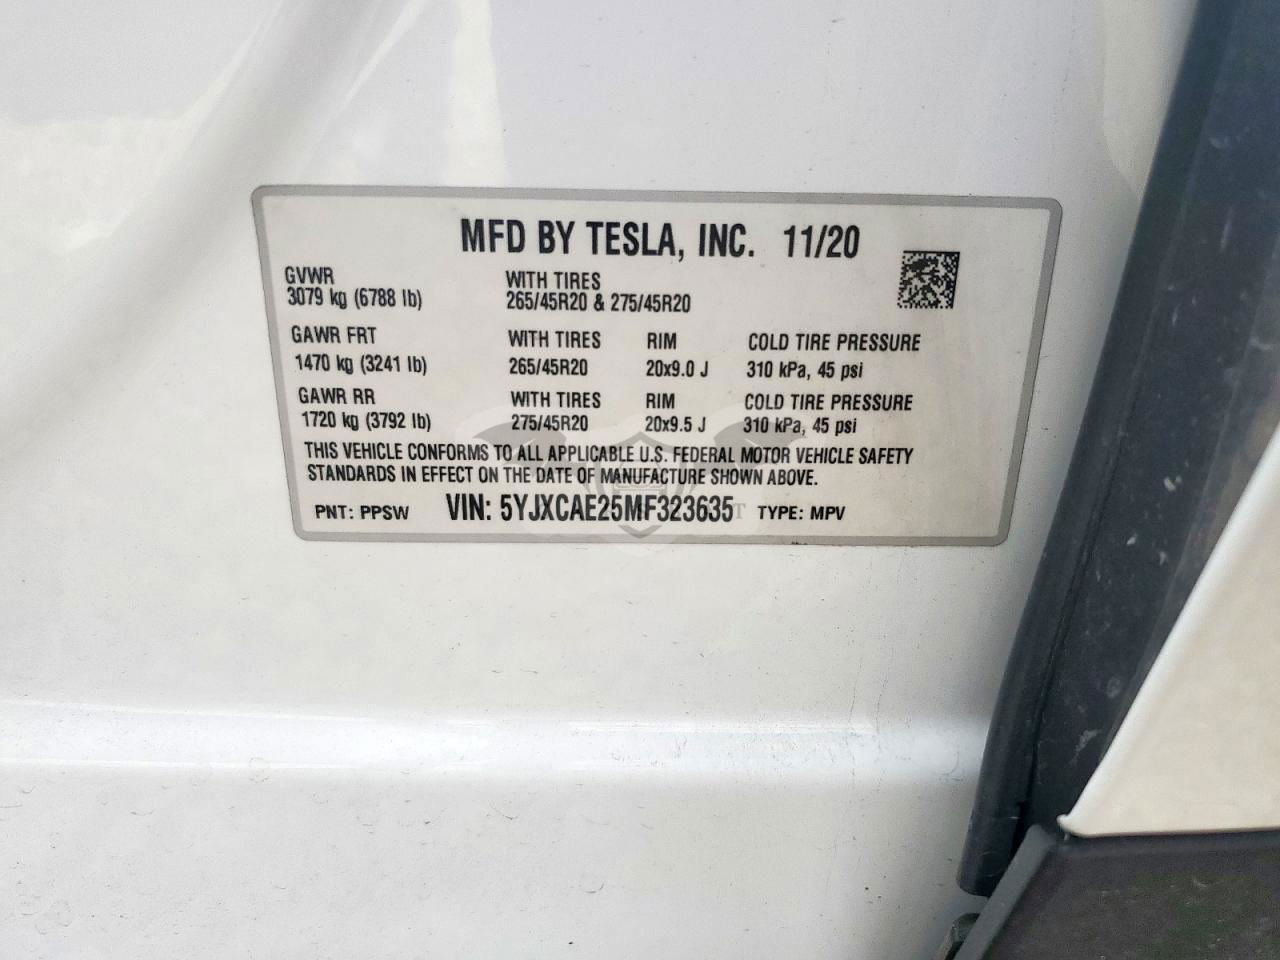 MFD BY TESLA, INC. 11/20
GVWR WITH TIRES
3079 kg (6788 lb) 265/45R20 & 275/45R20
GAWR FRT WITH TIRES RIM COLD TIRE PRESSURE
1470 kg (3241 lb) 265/45R20 20x9.0 J 310 kPa, 45 psi
GAWR RR WITH TIRES RIM COLD TIRE PRESSURE
1720 kg (3792 lb) 275/45R20 20x9.5 J 310 kPa, 45 psi
THIS VEHICLE CONFORMS TO ALL APPLICABLE U.S. FEDERAL MOTOR VEHICLE SAFETY
STANDARDS IN EFFECT ON THE DATE OF MANUFACTURE SHOWN ABOVE.
PNT: PPSW VIN: 5YJXCAE25MF323635 TYPE: MPV